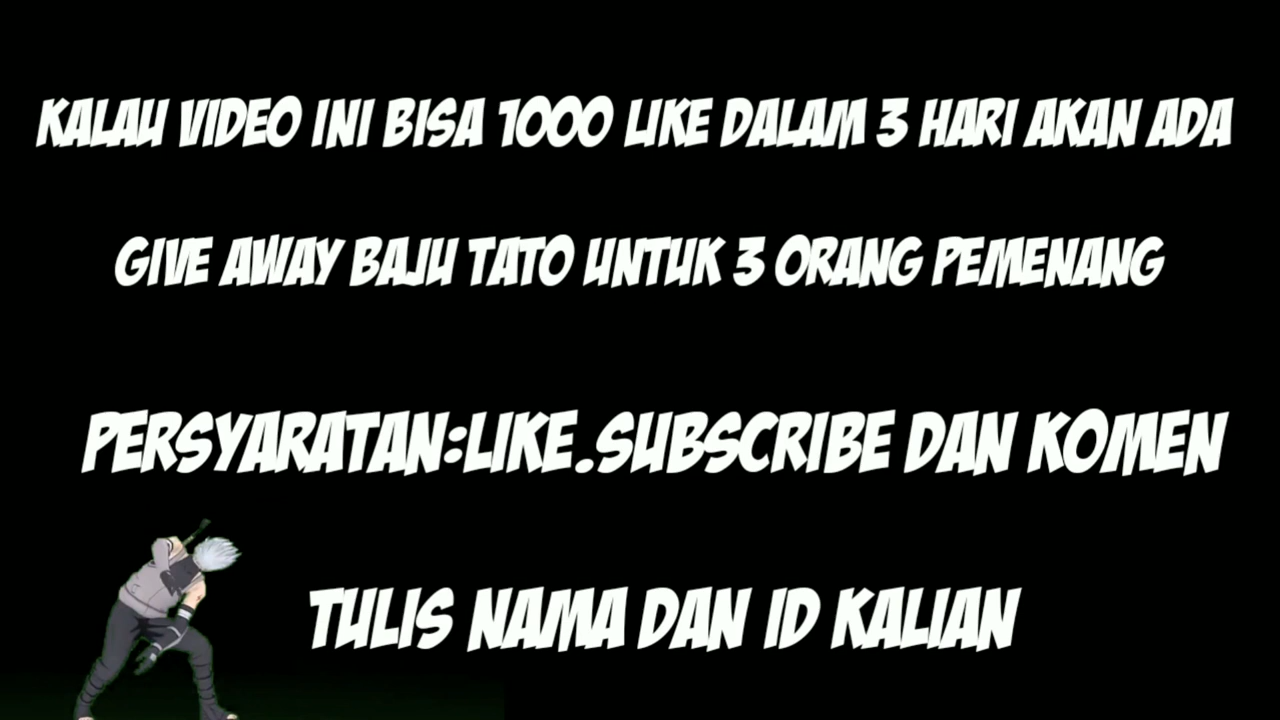 KALAU VIDEO INI BISA 1000 LIKE DALAM 3 HARI AKAN ADA
GIVE AWAY BAJU TATO UNTUK 3 ORANG PEMENANG
PERSYARATAN:LIKE.SUBSCRIBE DAN KOMEN
TULIS NAMA DAN ID KALIAN